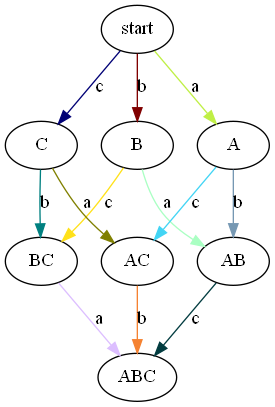 start
c b a
C B A
b a c a c b
BC AC AB
a b c
ABC